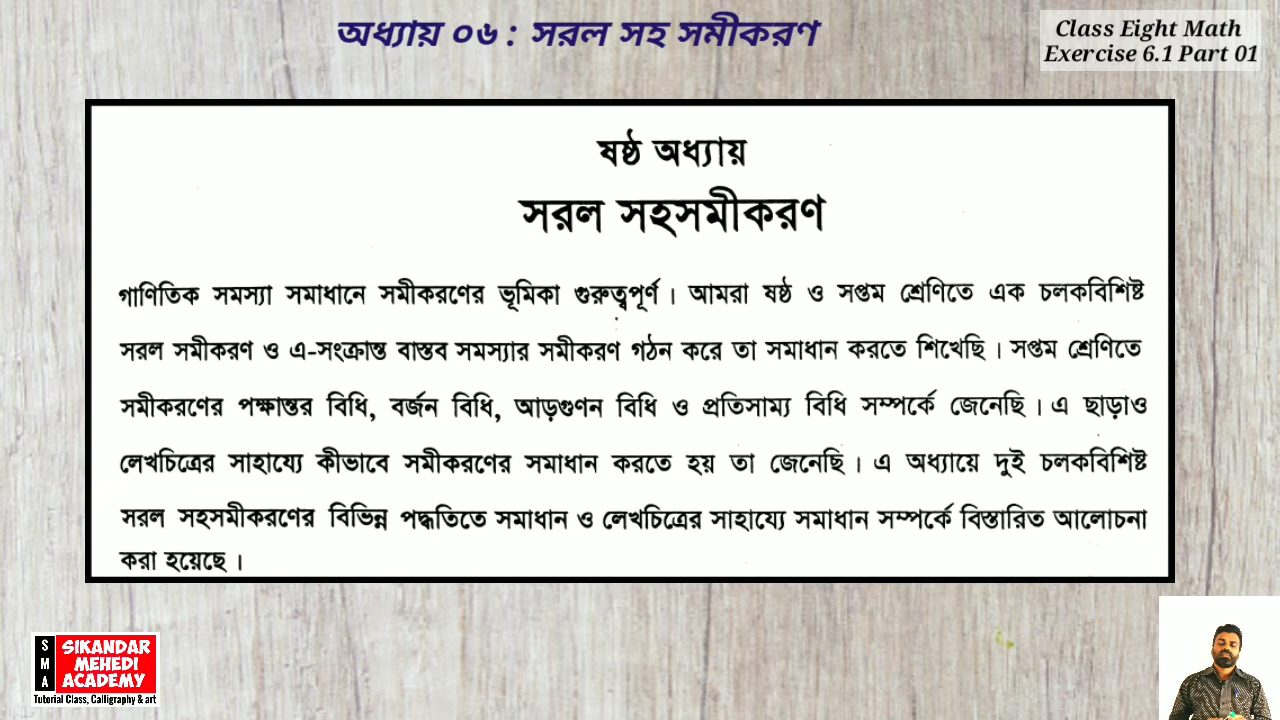 অধ্যায় ০৬ : সরল সহ সমীকরণ
Class Eight Math
Exercise 6.1 Part 01
ষষ্ঠ অধ্যায়
সরল সহসমীকরণ
গাণিতিক সমস্যা সমাধানে সমীকরণের ভূমিকা গুরুত্বপূর্ণ। আমরা ষষ্ঠ ও সপ্তম শ্রেণিতে এক চলকবিশিষ্ট
সরল সমীকরণ ও এ-সংক্রান্ত বাস্তব সমস্যার সমীকরণ গঠন করে তা সমাধান করতে শিখেছি। সপ্তম শ্রেণিতে
সমীকরণের পক্ষান্তর বিধি, বর্জন বিধি, আড়গুণন বিধি ও প্রতিসাম্য বিধি সম্পর্কে জেনেছি। এ ছাড়াও
লেখচিত্রের সাহায্যে কীভাবে সমীকরণের সমাধান করতে হয় তা জেনেছি। এ অধ্যায়ে দুই চলকবিশিষ্ট
সরল সহসমীকরণের বিভিন্ন পদ্ধতিতে সমাধান ও লেখচিত্রের সাহায্যে সমাধান সম্পর্কে বিস্তারিত আলোচনা
করা হয়েছে।
SMA
SIKANDAR
MEHEDI
ACADEMY
Tutorial Class, Calligraphy & art